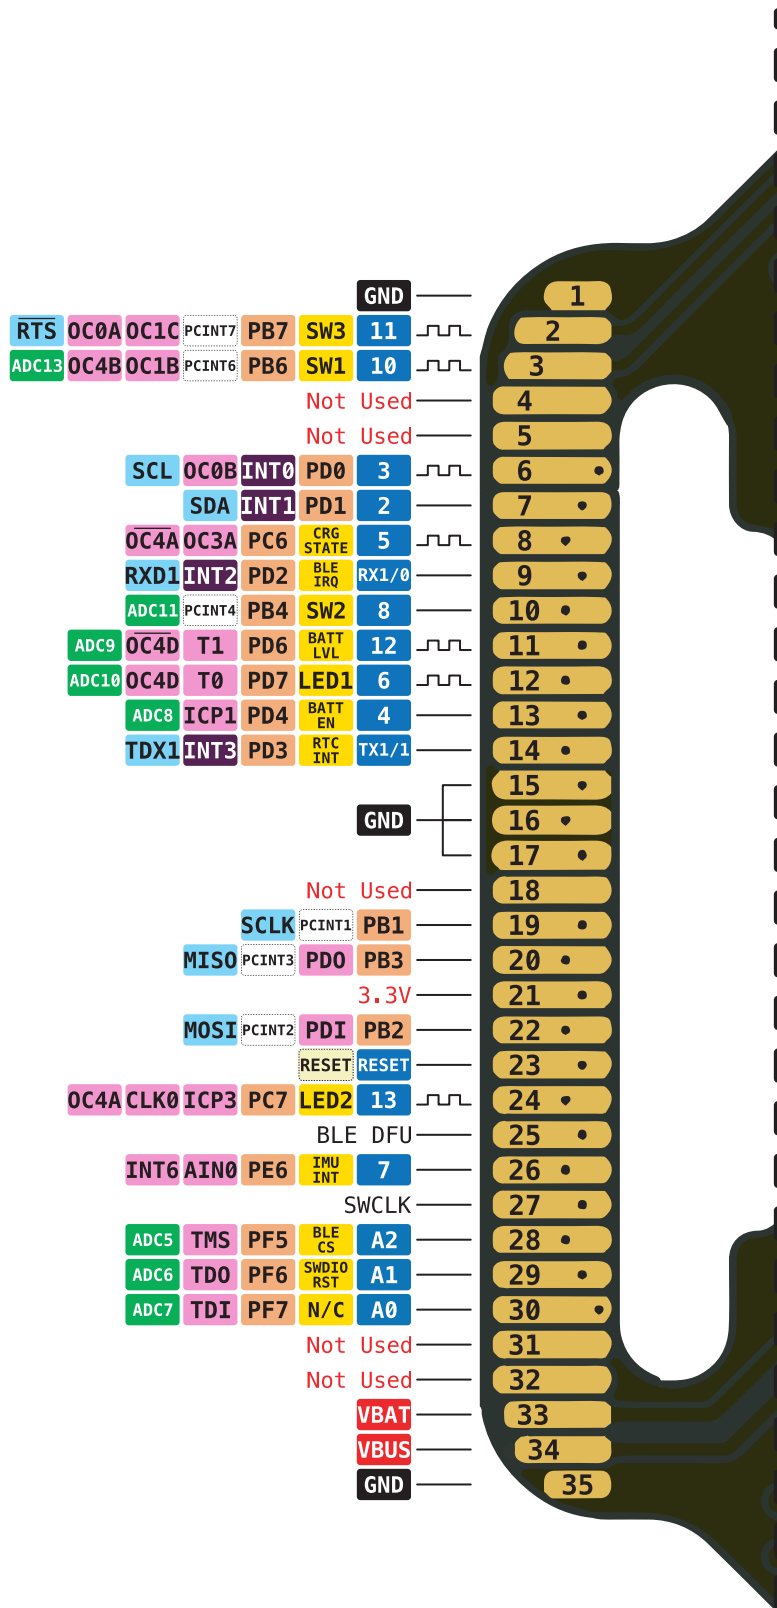 GND 1
RTS OC0A OC1C PCINT7 PB7 SW3 11 2
ADC13 OC4B OC1B PCINT6 PB6 SW1 10 3
Not Used 4
Not Used 5
SCL OC0B INT0 PD0 3 6
SDA INT1 PD1 2 7
OC4A OC3A PC6 CRG STATE 5 8
RXD1 INT2 PD2 BLE IRQ RX1/0 9
ADC11 PCINT4 PB4 SW2 8 10
ADC9 OC4D T1 PD6 BATT LVL 12 11
ADC10 OC4D T0 PD7 LED1 6 12
ADC8 ICP1 PD4 BATT EN 4 13
TDX1 INT3 PD3 RTC INT TX1/1 14
15
GND 16
17
Not Used 18
SCLK PCINT1 PB1 19
MISO PCINT3 PDO PB3 20
3.3V 21
MOSI PCINT2 PDI PB2 22
RESET RESET 23
OC4A CLK0 ICP3 PC7 LED2 13 24
BLE DFU 25
INT6 AIN0 PE6 IMU INT 7 26
SWCLK 27
ADC5 TMS PF5 BLE CS A2 28
ADC6 TDO PF6 SWDIO RST A1 29
ADC7 TDI PF7 N/C A0 30
Not Used 31
Not Used 32
VBAT 33
VBUS 34
GND 35